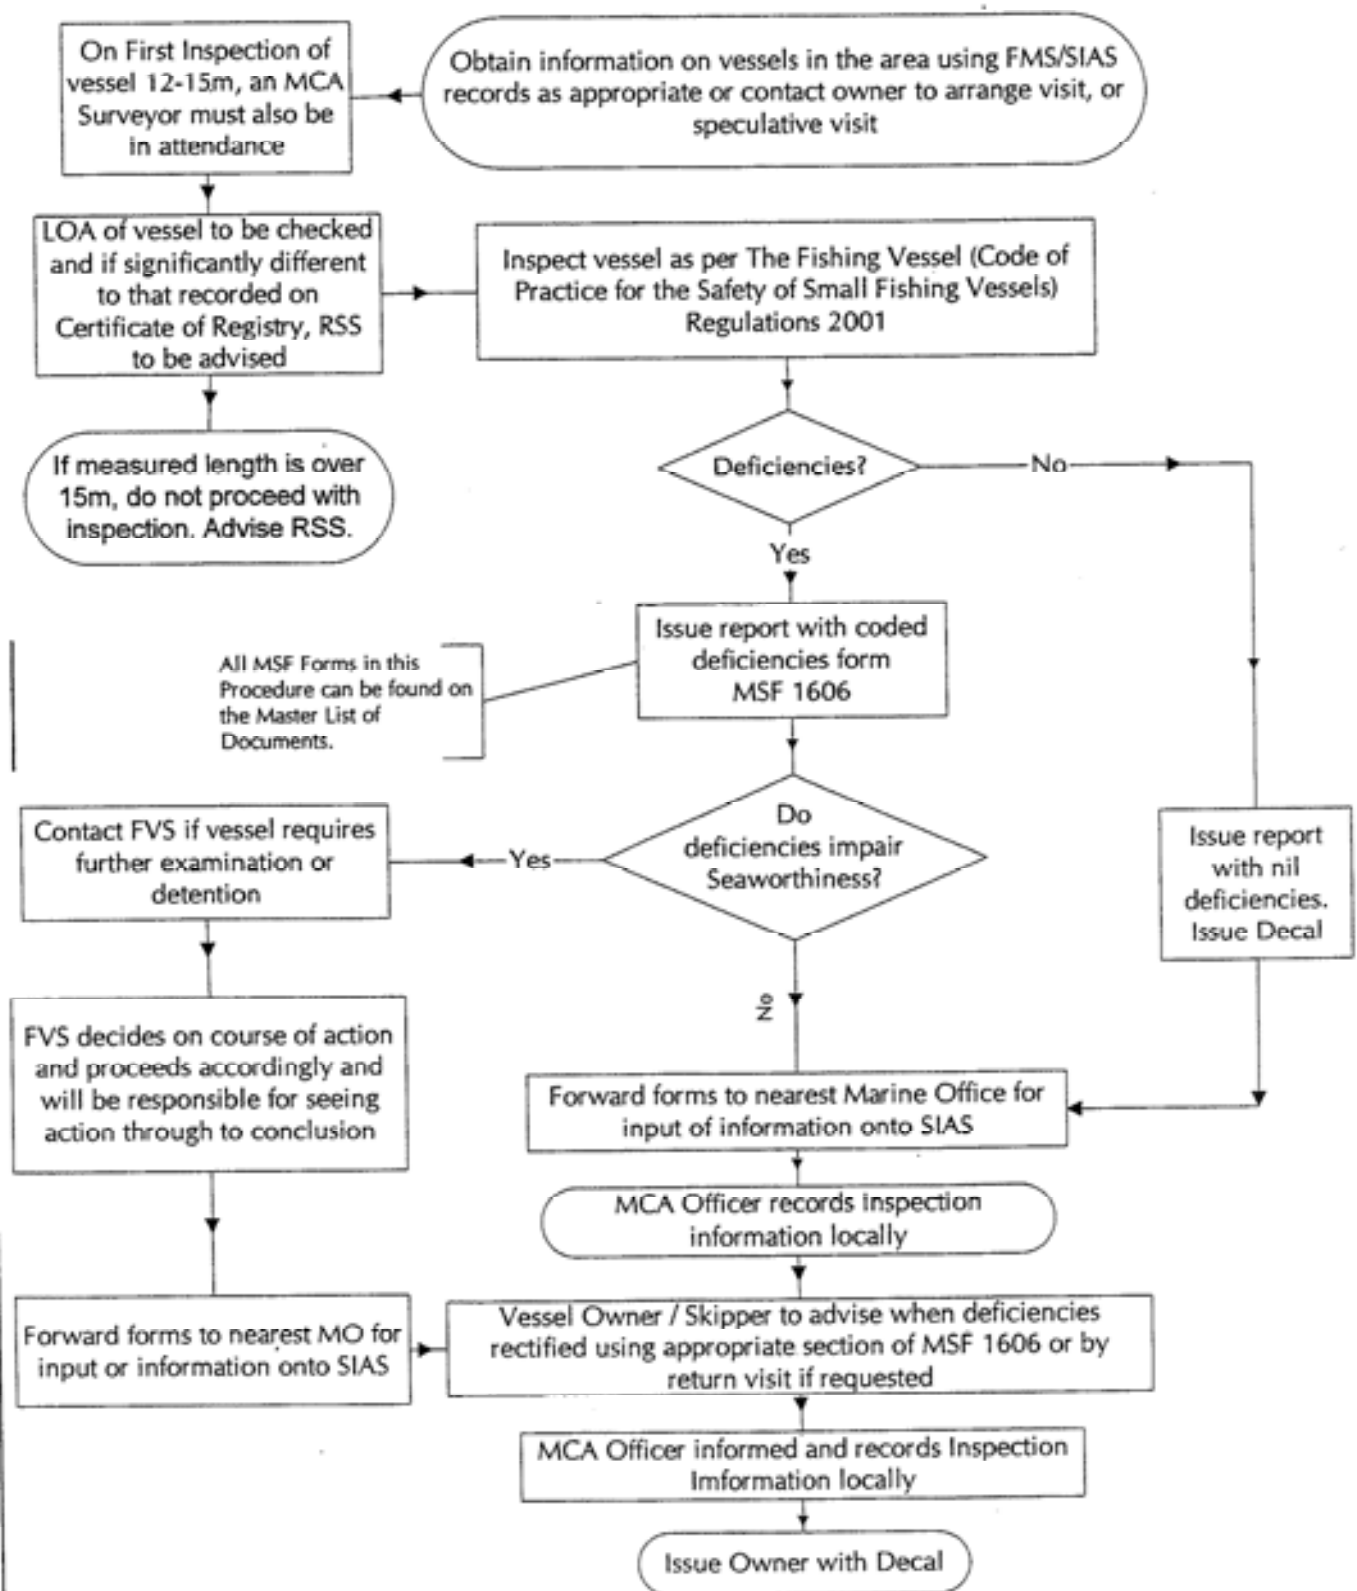 Obtain information on vessels in the area using FMS/SIAS
records as appropriate or contact owner to arrange visit, or
speculative visit
On First Inspection of
vessel 12-15m, an MCA
Surveyor must also be
in attendance
LOA of vessel to be checked
and if significantly different
to that recorded on
Certificate of Registry, RSS
to be advised
Inspect vessel as per The Fishing Vessel (Code of
Practice for the Safety of Small Fishing Vessels)
Regulations 2001
If measured length is over
15m, do not proceed with
inspection. Advise RSS.
Deficiencies?
No
Yes
Issue report with coded
deficiencies form
MSF 1606
All MSF Forms in this
Procedure can be found on
the Master List of
Documents.
Do
deficiencies impair
Seaworthiness?
Yes
Contact FVS if vessel requires
further examination or
detention
Issue report
with nil
deficiencies.
Issue Decal
No
FVS decides on course of action
and proceeds accordingly and
will be responsible for seeing
action through to conclusion
Forward forms to nearest Marine Office for
input of information onto SIAS
MCA Officer records Inspection
information locally
Forward forms to nearest MO for
input or information onto SIAS
Vessel Owner / Skipper to advise when deficiencies
rectified using appropriate section of MSF 1606 or by
return visit if requested
MCA Officer informed and records Inspection
Imformation locally
Issue Owner with Decal